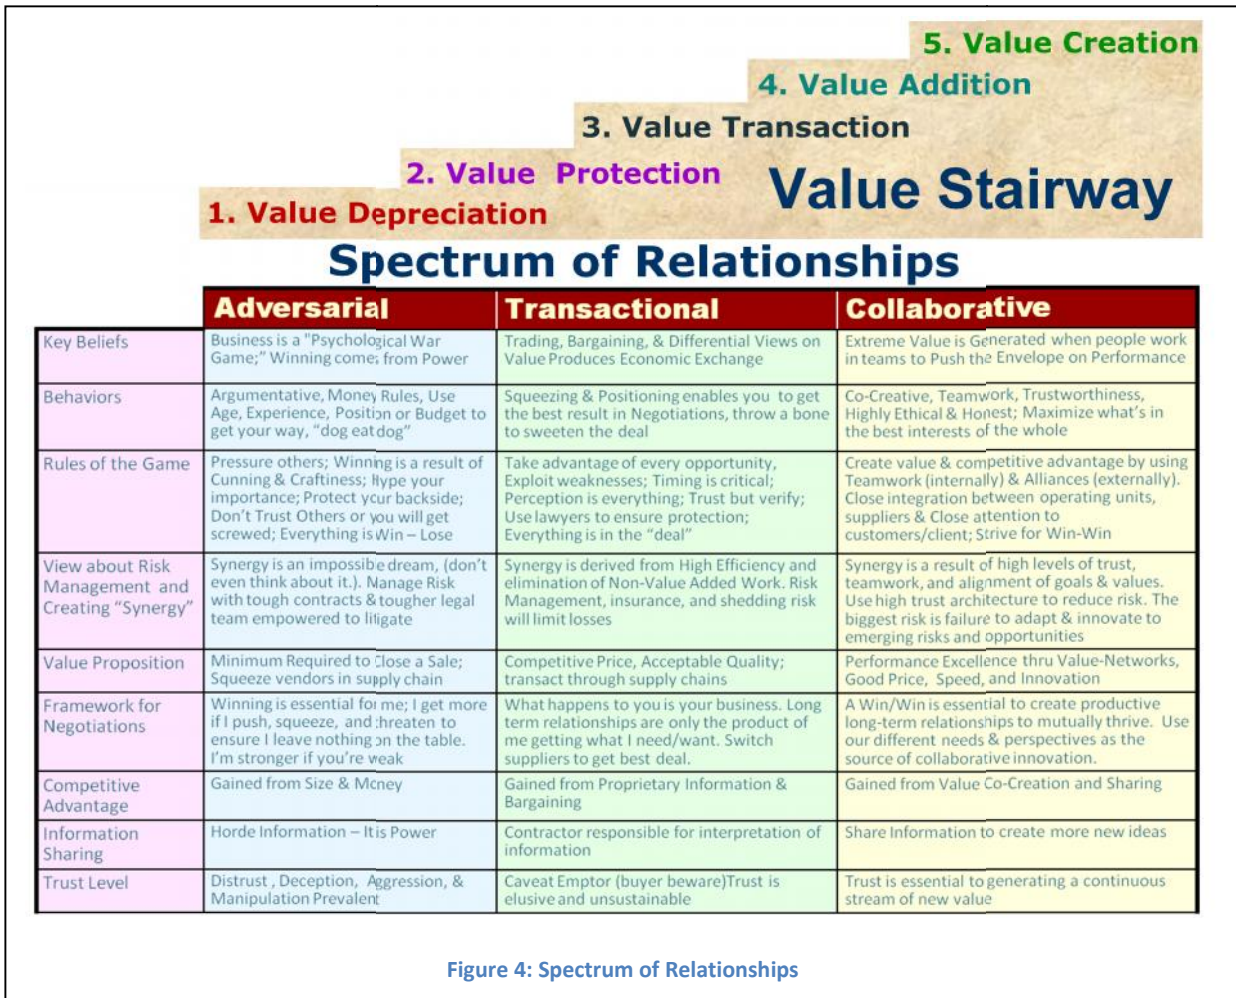 5. Value Creation
4. Value Addition
3. Value Transaction
2. Value Protection
Value Stairway
1. Value Depreciation
Spectrum of Relationships
Adversarial
Transactional
Collaborative
Key Beliefs
Business is a "Psychological War
Game;" Winning comes from Power
Trading, Bargaining, & Differential Views on
Value Produces Economic Exchange
Extreme Value is Generated when people work
in teams to Push the Envelope on Performance
Behaviors
Argumentative, Money Rules, Use
Age, Experience, Position or Budget to
get your way, “dog eat dog”
Squeezing & Positioning enables you to get
the best result in Negotiations, throw a bone
to sweeten the deal
Co-Creative, Teamwork, Trustworthiness,
Highly Ethical & Honest; Maximize what’s in
the best interests of the whole
Rules of the Game
Pressure others; Winning is a result of
Cunning & Craftiness; Hype your
importance; Protect your backside;
Don’t Trust Others or you will get
screwed; Everything is Win – Lose
Take advantage of every opportunity,
Exploit weaknesses; Timing is critical;
Perception is everything; Trust but verify;
Use lawyers to ensure protection;
Everything is in the “deal”
Create value & competitive advantage by using
Teamwork (internally) & Alliances (externally).
Close integration between operating units,
suppliers & Close attention to
customers/client; Strive for Win-Win
View about Risk
Management and
Creating “Synergy”
Synergy is an impossible dream, (don’t
even think about it.). Manage Risk
with tough contracts & tougher legal
team empowered to litigate
Synergy is derived from High Efficiency and
elimination of Non-Value Added Work. Risk
Management, insurance, and shedding risk
will limit losses
Synergy is a result of high levels of trust,
teamwork, and alignment of goals & values.
Use high trust architecture to reduce risk. The
biggest risk is failure to adapt & innovate to
emerging risks and opportunities
Value Proposition
Minimum Required to Close a Sale;
Squeeze vendors in supply chain
Competitive Price, Acceptable Quality;
transact through supply chains
Performance Excellence thru Value-Networks,
Good Price, Speed, and Innovation
Framework for
Negotiations
Winning is essential for me; I get more
if I push, squeeze, and threaten to
ensure I leave nothing on the table.
I’m stronger if you’re weak
What happens to you is your business. Long
term relationships are only the product of
me getting what I need/want. Switch
suppliers to get best deal.
A Win/Win is essential to create productive
long-term relationships to mutually thrive. Use
our different needs & perspectives as the
source of collaborative innovation.
Competitive
Advantage
Gained from Size & Money
Gained from Proprietary Information &
Bargaining
Gained from Value Co-Creation and Sharing
Information
Sharing
Horde Information – It is Power
Contractor responsible for interpretation of
information
Share Information to create more new ideas
Trust Level
Distrust , Deception, Aggression, &
Manipulation Prevalent
Caveat Emptor (buyer beware)Trust is
elusive and unsustainable
Trust is essential to generating a continuous
stream of new value
Figure 4: Spectrum of Relationships